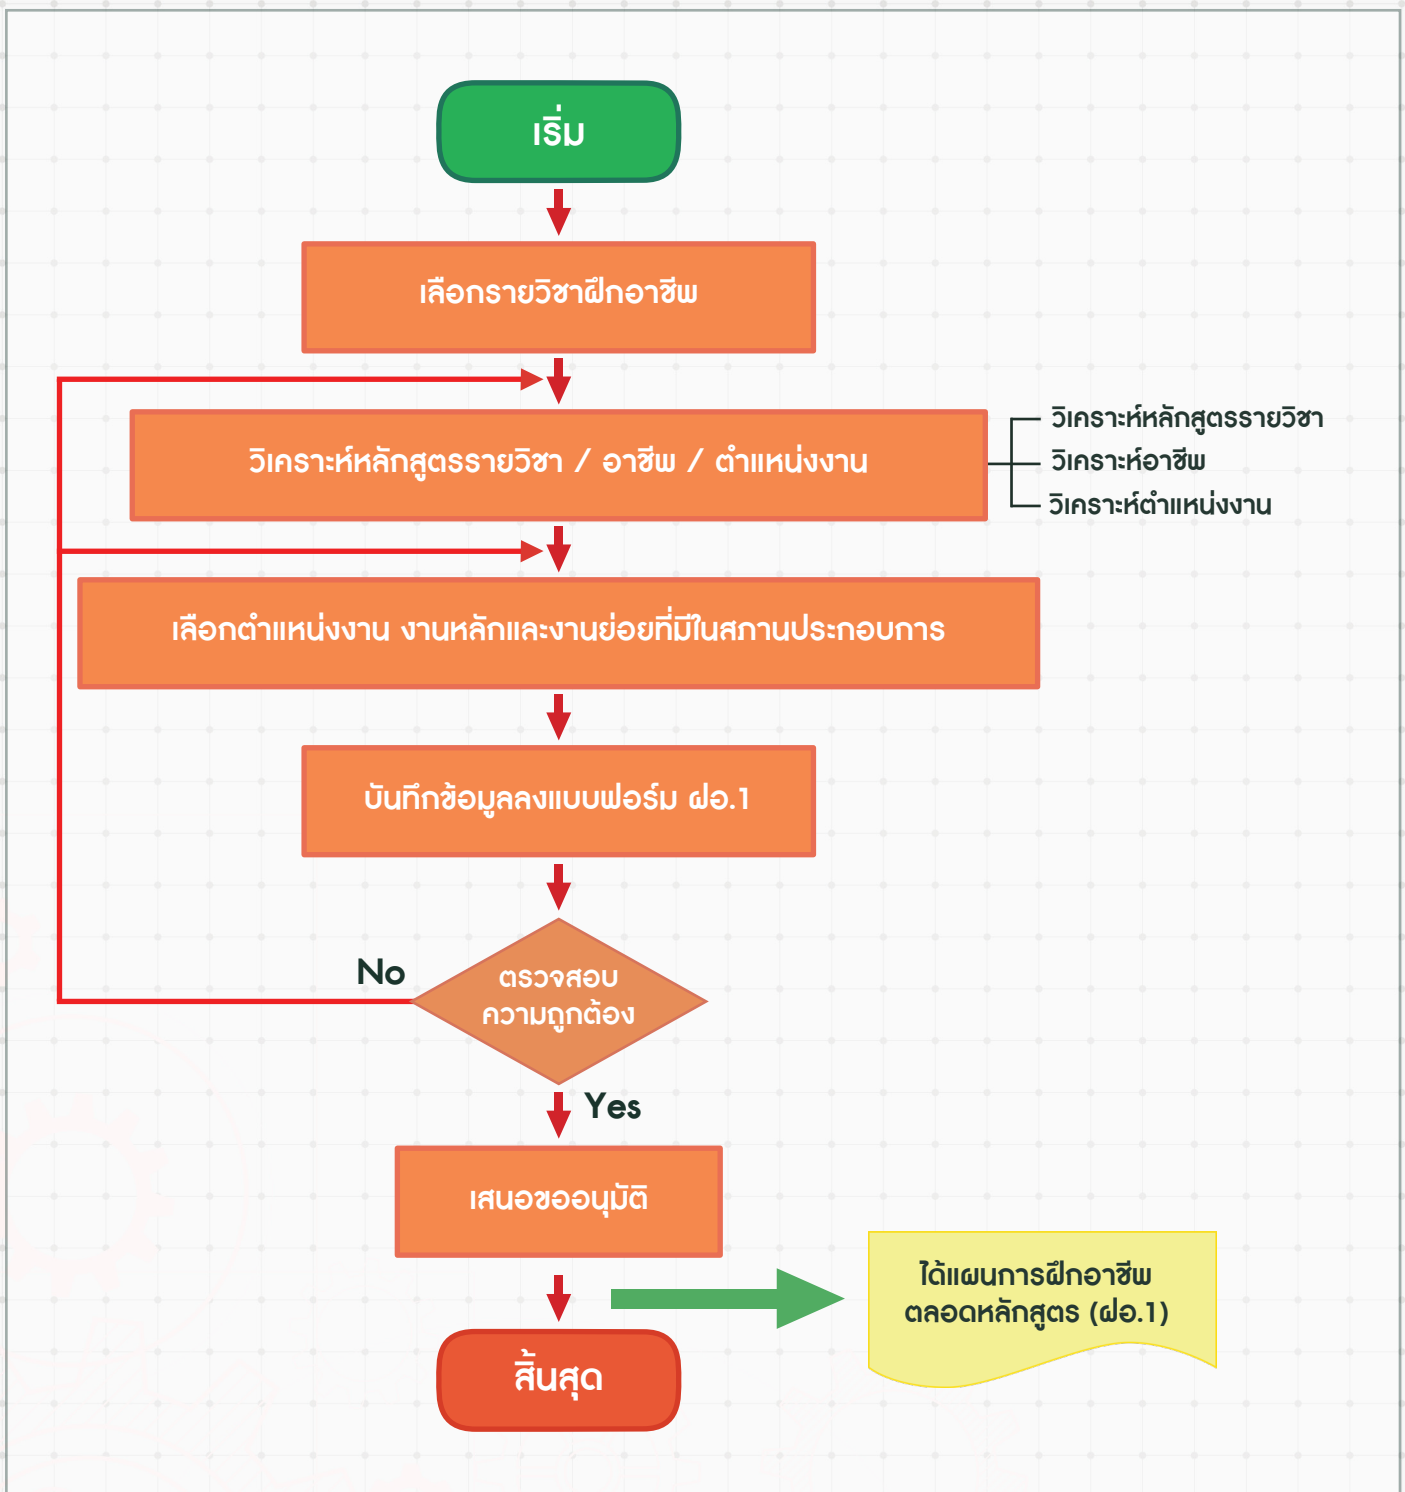 เริ่ม
เลือกรายวิชาฝึกอาชีพ
วิเคราะห์หลักสูตรรายวิชา / อาชีพ / ตำแหน่งงาน
วิเคราะห์หลักสูตรรายวิชา
วิเคราะห์อาชีพ
วิเคราะห์ตำแหน่งงาน
เลือกตำแหน่งงาน งานหลักและงานย่อยที่มีในสถานประกอบการ
บันทึกข้อมูลลงแบบฟอร์ม ฝอ.1
ตรวจสอบ
ความถูกต้อง
No
Yes
เสนอขออนุมัติ
ได้แผนการฝึกอาชีพ
ตลอดหลักสูตร (ฝอ.1)
สิ้นสุด